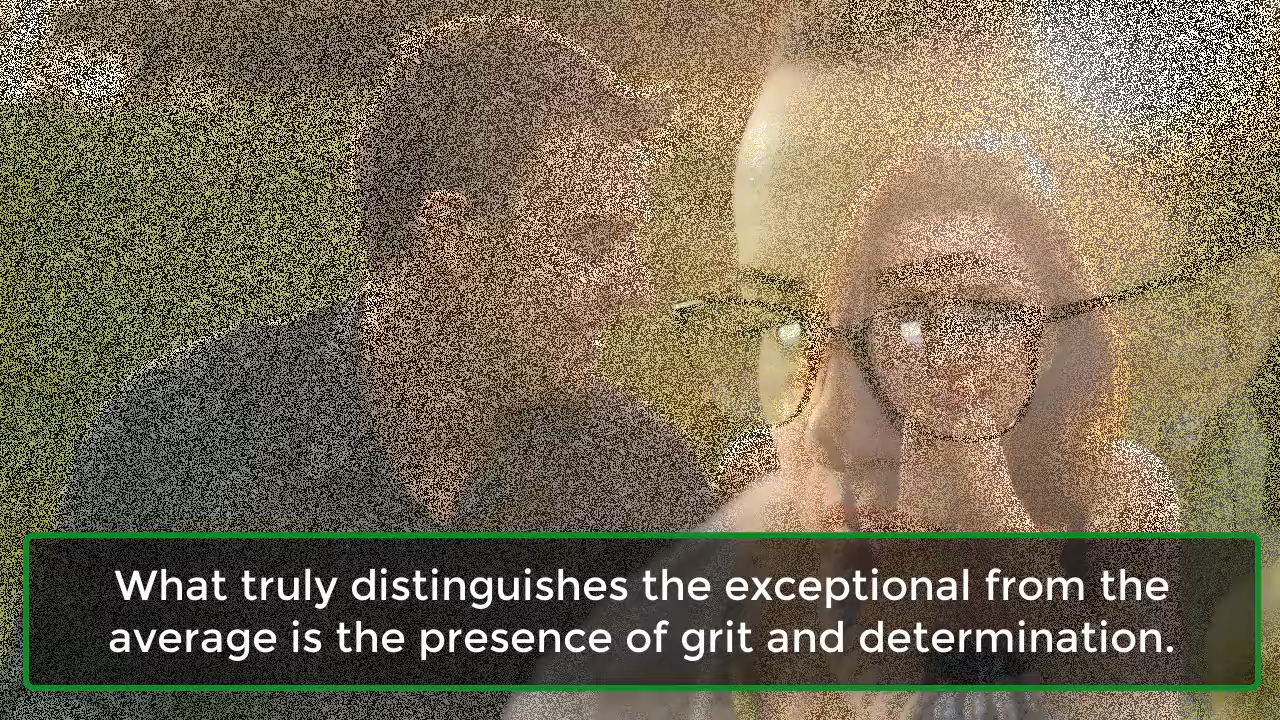 What truly distinguishes the exceptional from the
average is the presence of grit and determination.